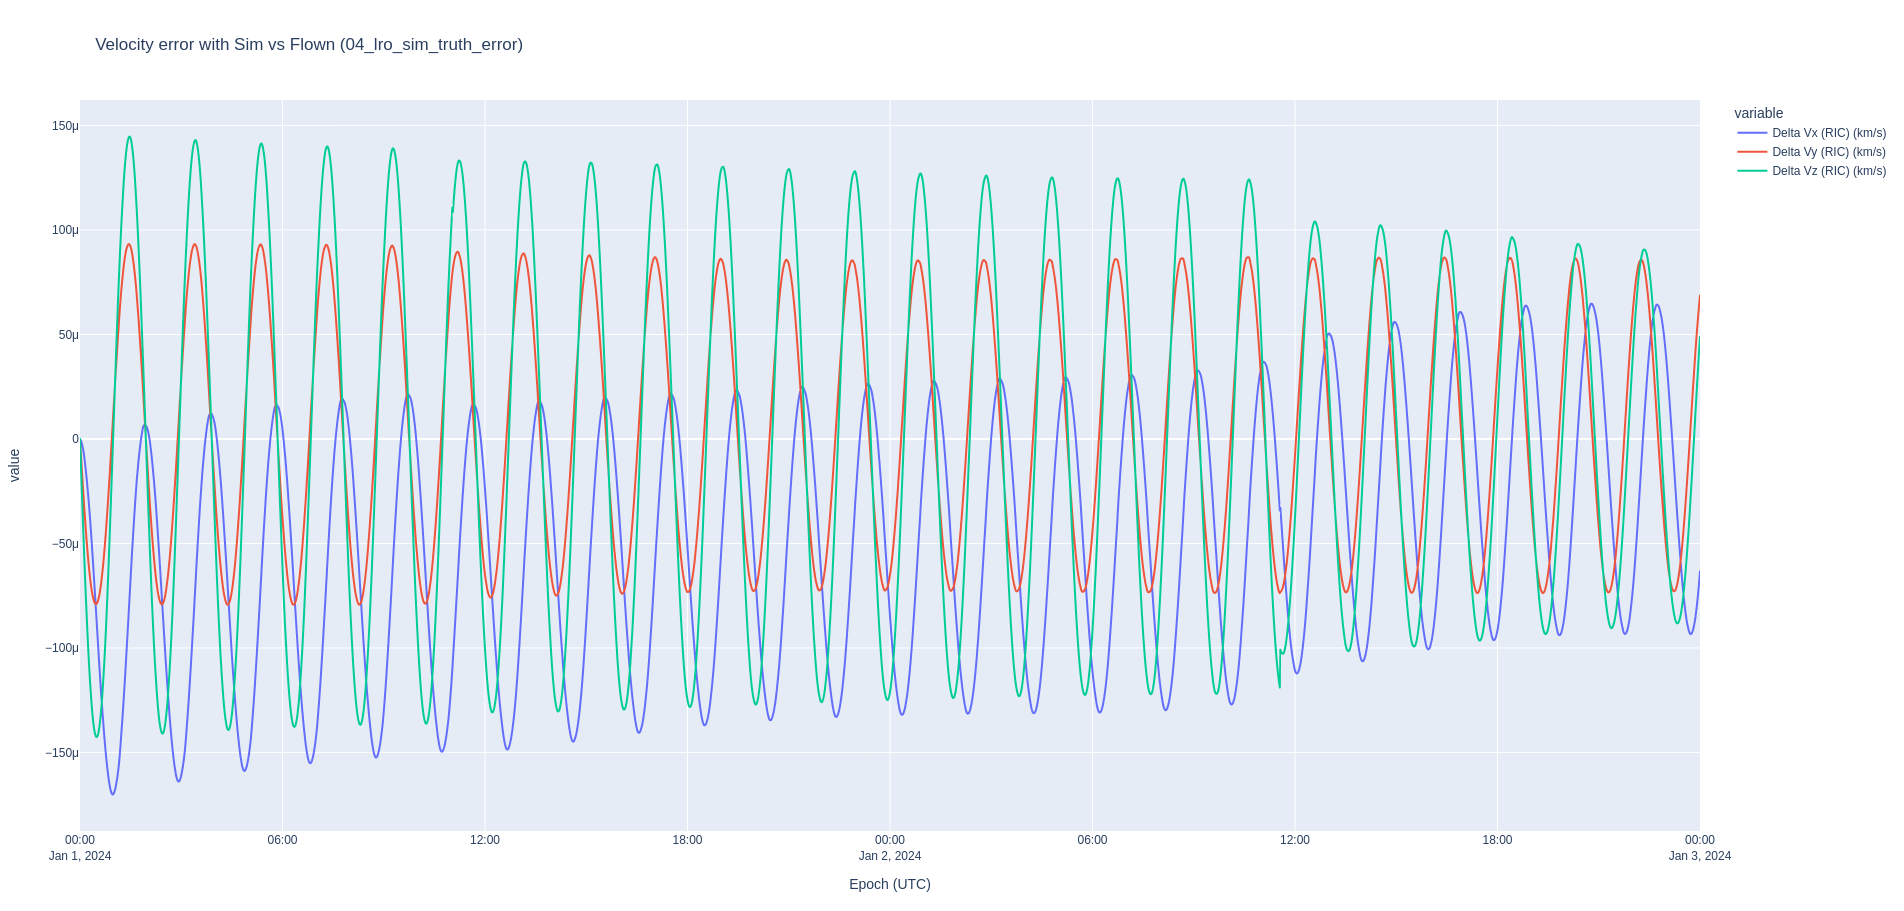 Velocity error with Sim vs Flown (04_lro_sim_truth_error)
variable
Delta Vx (RIC) (km/s)
Delta Vy (RIC) (km/s)
Delta Vz (RIC) (km/s)
150μ
100μ
50μ
0
−50μ
−100μ
−150μ
value
00:00 06:00 12:00 18:00 00:00 06:00 12:00 18:00 00:00
Jan 1, 2024 Jan 2, 2024 Jan 3, 2024
Epoch (UTC)